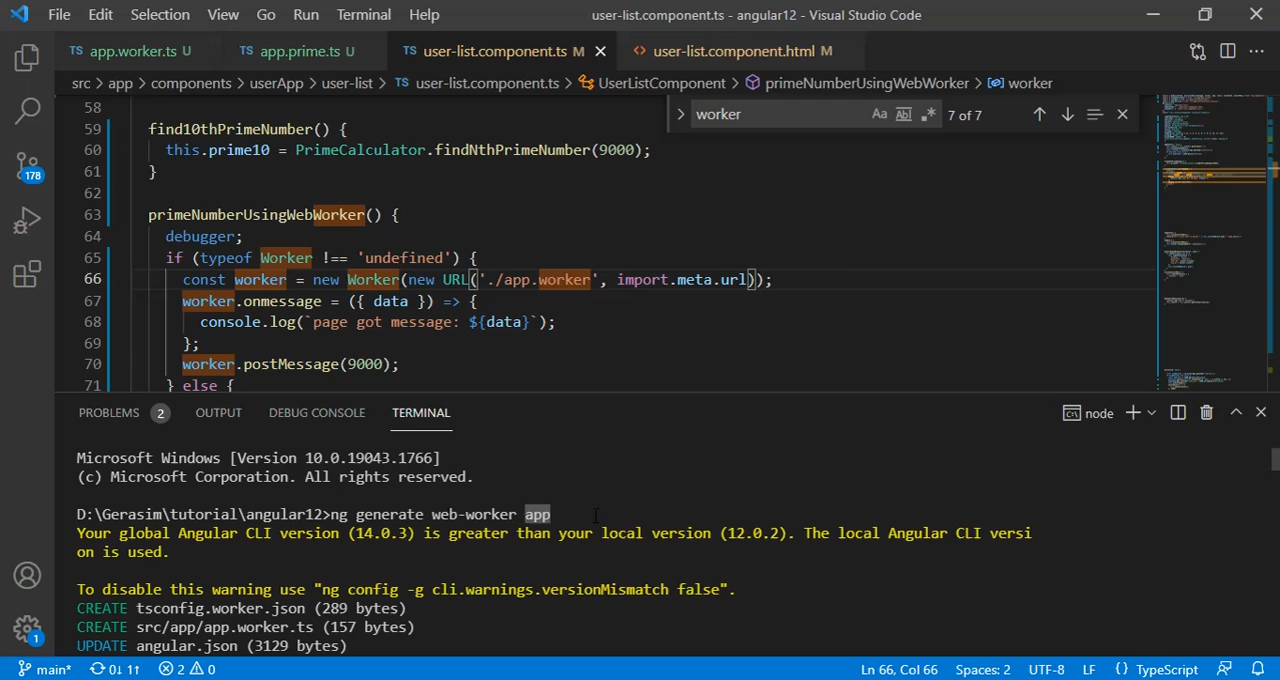 File Edit Selection View Go Run Terminal Help user-list.component.ts - angular12 - Visual Studio Code
TS app.worker.ts U TS app.prime.ts U TS user-list.component.ts M <> user-list.component.html M
src > app > components > userApp > user-list > TS user-list.component.ts > UserListComponent > primeNumberUsingWebWorker > worker
worker Aa Ab .* 7 of 7
58
59 find10thPrimeNumber() {
60 this.prime10 = PrimeCalculator.findNthPrimeNumber(9000);
61 }
62
63 primeNumberUsingWebWorker() {
64 debugger;
65 if (typeof Worker !== 'undefined') {
66 const worker = new Worker(new URL('./app.worker', import.meta.url));
67 worker.onmessage = ({ data }) => {
68 console.log(`page got message: ${data}`);
69 };
70 worker.postMessage(9000);
71 } else {
178
PROBLEMS 2 OUTPUT DEBUG CONSOLE TERMINAL node
Microsoft Windows [Version 10.0.19043.1766]
(c) Microsoft Corporation. All rights reserved.
D:\Gerasim\tutorial\angular12>ng generate web-worker app
Your global Angular CLI version (14.0.3) is greater than your local version (12.0.2). The local Angular CLI versi
on is used.
To disable this warning use "ng config -g cli.warnings.versionMismatch false".
CREATE tsconfig.worker.json (289 bytes)
CREATE src/app/app.worker.ts (157 bytes)
UPDATE angular.json (3129 bytes)
1
main* 0↓ 1↑ 2 0 Ln 66, Col 66 Spaces: 2 UTF-8 LF {} TypeScript